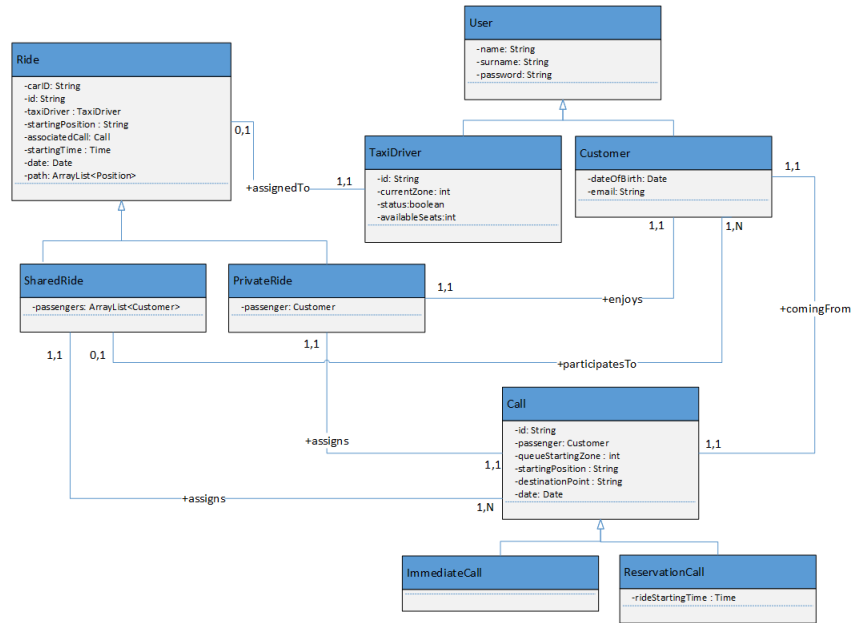 User
-name: String
-surname: String
-password: String
Ride
-carID: String
-id: String
-taxiDriver : TaxiDriver
-startingPosition : String
-associatedCall: Call
-startingTime : Time
-date: Date
-path: ArrayList<Position>
0,1
+assignedTo
1,1
TaxiDriver
-id: String
-currentZone: int
-status:boolean
-availableSeats:int
Customer
-dateOfBirth: Date
-email: String
1,1
1,1
1,N
SharedRide
-passengers: ArrayList<Customer>
PrivateRide
-passenger: Customer
1,1
+enjoys
+comingFrom
1,1
0,1
1,1
+participatesTo
Call
-id: String
-passenger: Customer
-queueStartingZone : int
-startingPosition : String
-destinationPoint : String
-date: Date
+assigns
1,1
1,1
+assigns
1,N
ImmediateCall
ReservationCall
-rideStartingTime : Time